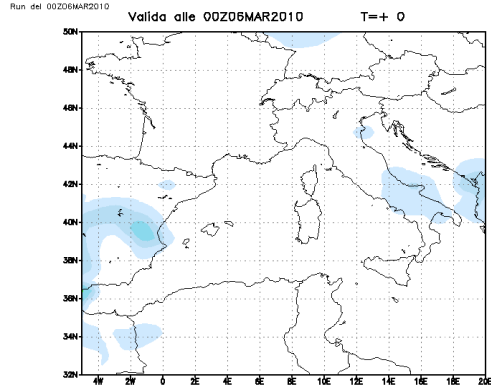 Run del 00Z06MAR2010
Valida alle 00Z06MAR2010 T=+ 0
50N
48N
46N
44N
42N
40N
38N
36N
34N
32N
4W 2W 0 2E 4E 6E 8E 10E 12E 14E 16E 18E 20E